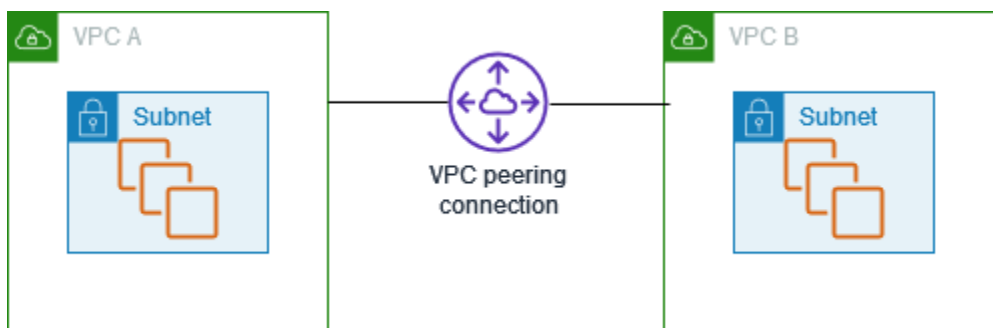 VPC A
VPC B
Subnet
Subnet
VPC peering
connection